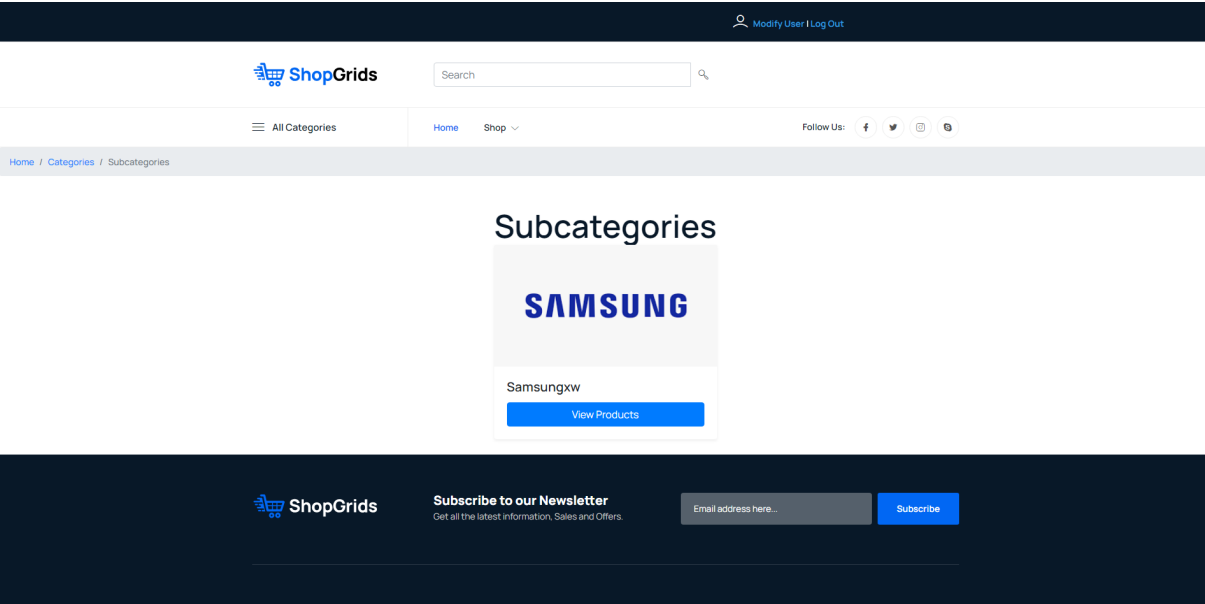 Modify User | Log Out
ShopGrids
Search
All Categories
Home
Shop
Follow Us:
Home / Categories / Subcategories
Subcategories
SAMSUNG
Samsungxw
View Products
ShopGrids
Subscribe to our Newsletter
Get all the latest information, Sales and Offers.
Email address here...
Subscribe